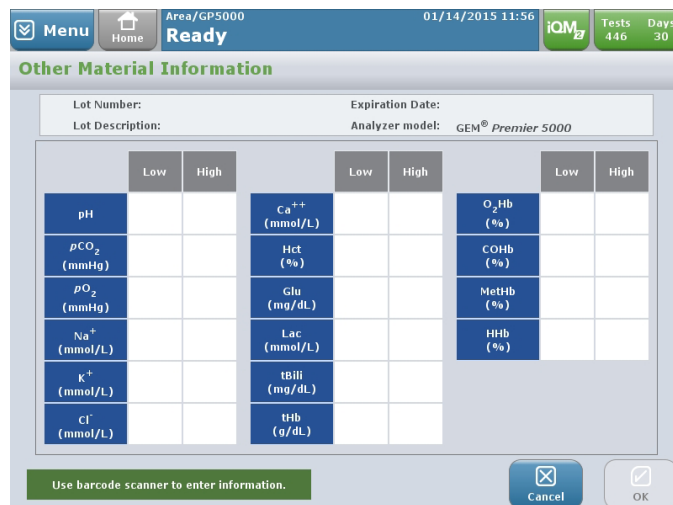 Menu
Home
Area/GP5000
01/14/2015 11:56
Ready
iQM2
Tests
446
Days
30
Other Material Information
Lot Number:
Expiration Date:
Lot Description:
Analyzer model: GEM® Premier 5000
Low High
Low High
Low High
pH
Ca++
(mmol/L)
O2Hb
(%)
pCO2
(mmHg)
Hct
(%)
COHb
(%)
pO2
(mmHg)
Glu
(mg/dL)
MetHb
(%)
Na+
(mmol/L)
Lac
(mmol/L)
HHb
(%)
K+
(mmol/L)
tBili
(mg/dL)
Cl-
(mmol/L)
tHb
(g/dL)
Use barcode scanner to enter information.
Cancel
OK